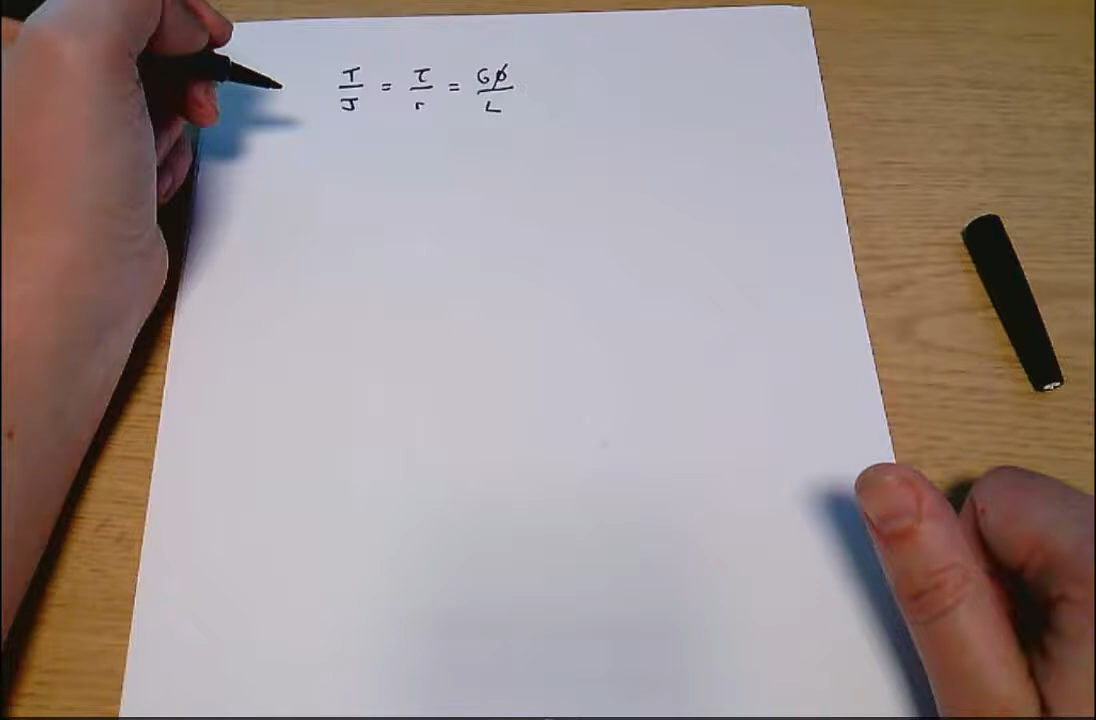 T/J = τ/r = Gϕ/L